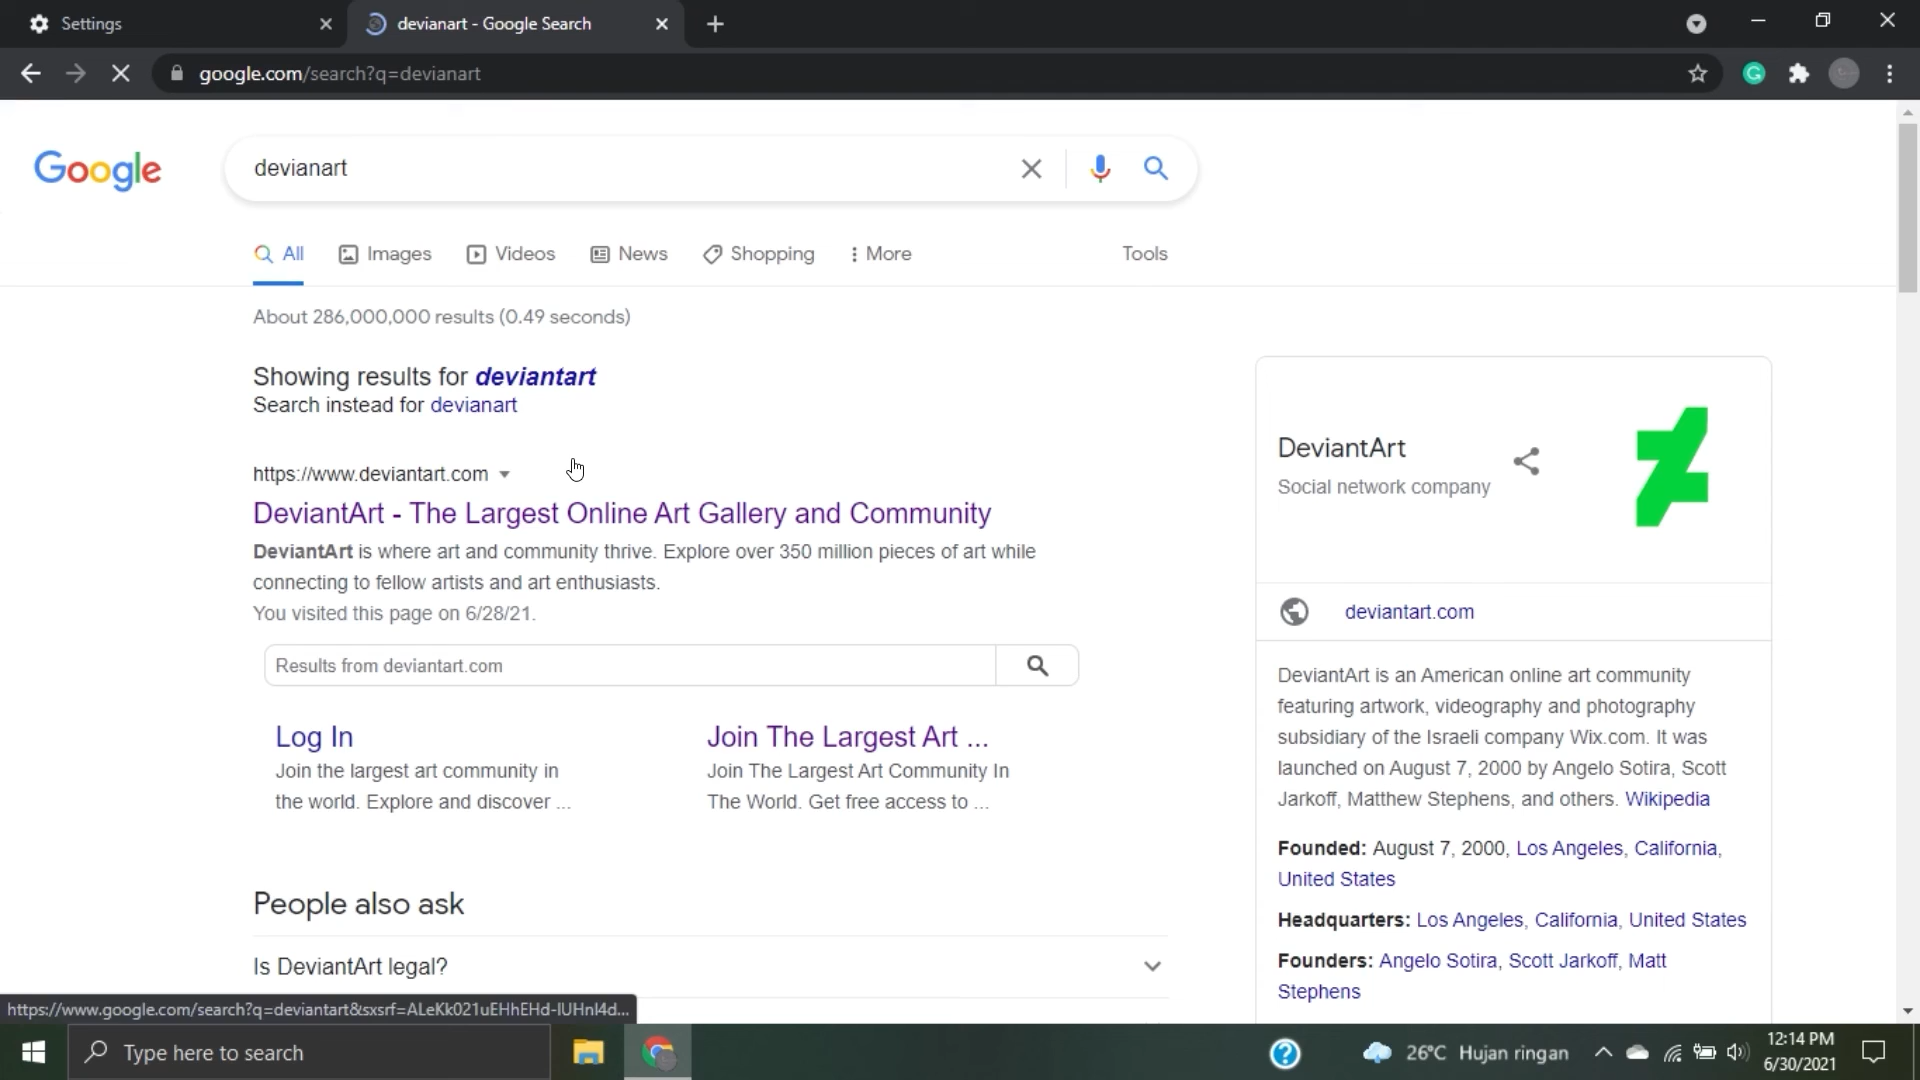 Settings
devianart - Google Search
google.com/search?q=devianart
Google
devianart
All
Images
Videos
News
Shopping
More
Tools
About 286,000,000 results (0.49 seconds)
Showing results for deviantart
Search instead for devianart
https://www.deviantart.com
DeviantArt - The Largest Online Art Gallery and Community
DeviantArt is where art and community thrive. Explore over 350 million pieces of art while
connecting to fellow artists and art enthusiasts.
You visited this page on 6/28/21.
Results from deviantart.com
Log In
Join the largest art community in
the world. Explore and discover ...
Join The Largest Art ...
Join The Largest Art Community In
The World. Get free access to ...
People also ask
Is DeviantArt legal?
DeviantArt
Social network company
deviantart.com
DeviantArt is an American online art community
featuring artwork, videography and photography
subsidiary of the Israeli company Wix.com. It was
launched on August 7, 2000 by Angelo Sotira, Scott
Jarkoff, Matthew Stephens, and others. Wikipedia
Founded: August 7, 2000, Los Angeles, California,
United States
Headquarters: Los Angeles, California, United States
Founders: Angelo Sotira, Scott Jarkoff, Matt
Stephens
https://www.google.com/search?q=deviantart&sxsrf=ALeKk021uEHhEHd-IUHnI4d...
Type here to search
26°C Hujan ringan
12:14 PM
6/30/2021